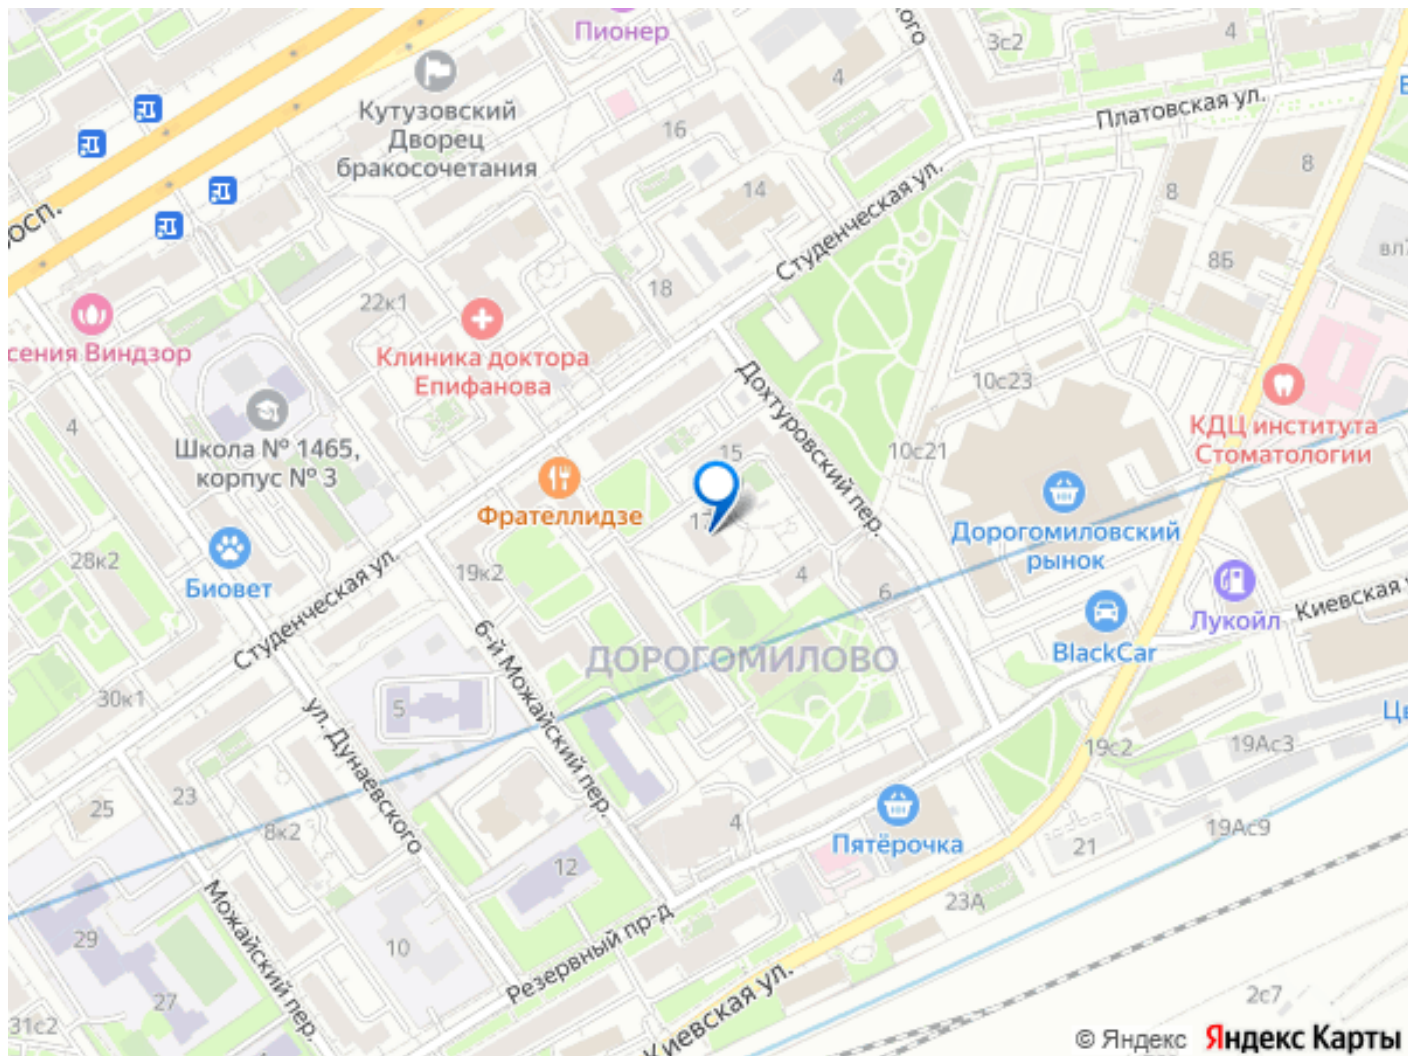 Пионер
3с2
4
4
Кутузовский
Дворец
бракосочетания
16
Платовская ул.
14
8
8
Студенческая ул.
8Б
18
22к1
сения Виндзор
Клиника доктора
Епифанова
Дохтуровский пер.
10с23
КДЦ института
Стоматологии
4
Школа № 1465,
корпус № 3
15
10с21
Фрателлидзе
17
Дорогомиловский
рынок
28к2
Биовет
19к2
4
6
Лукойл
Киевская
BlackCar
Студенческая ул.
6-й Можайский пер.
ДОРОГОМИЛОВО
30к1
5
ул. Дунаевского
19с2
19Ас3
23
25
8к2
4
Пятёрочка
19Ас9
21
12
23А
Можайский пер.
29
10
Резервный пр-д
27
Киевская ул.
2с7
31с2
© Яндекс Яндекс Карты